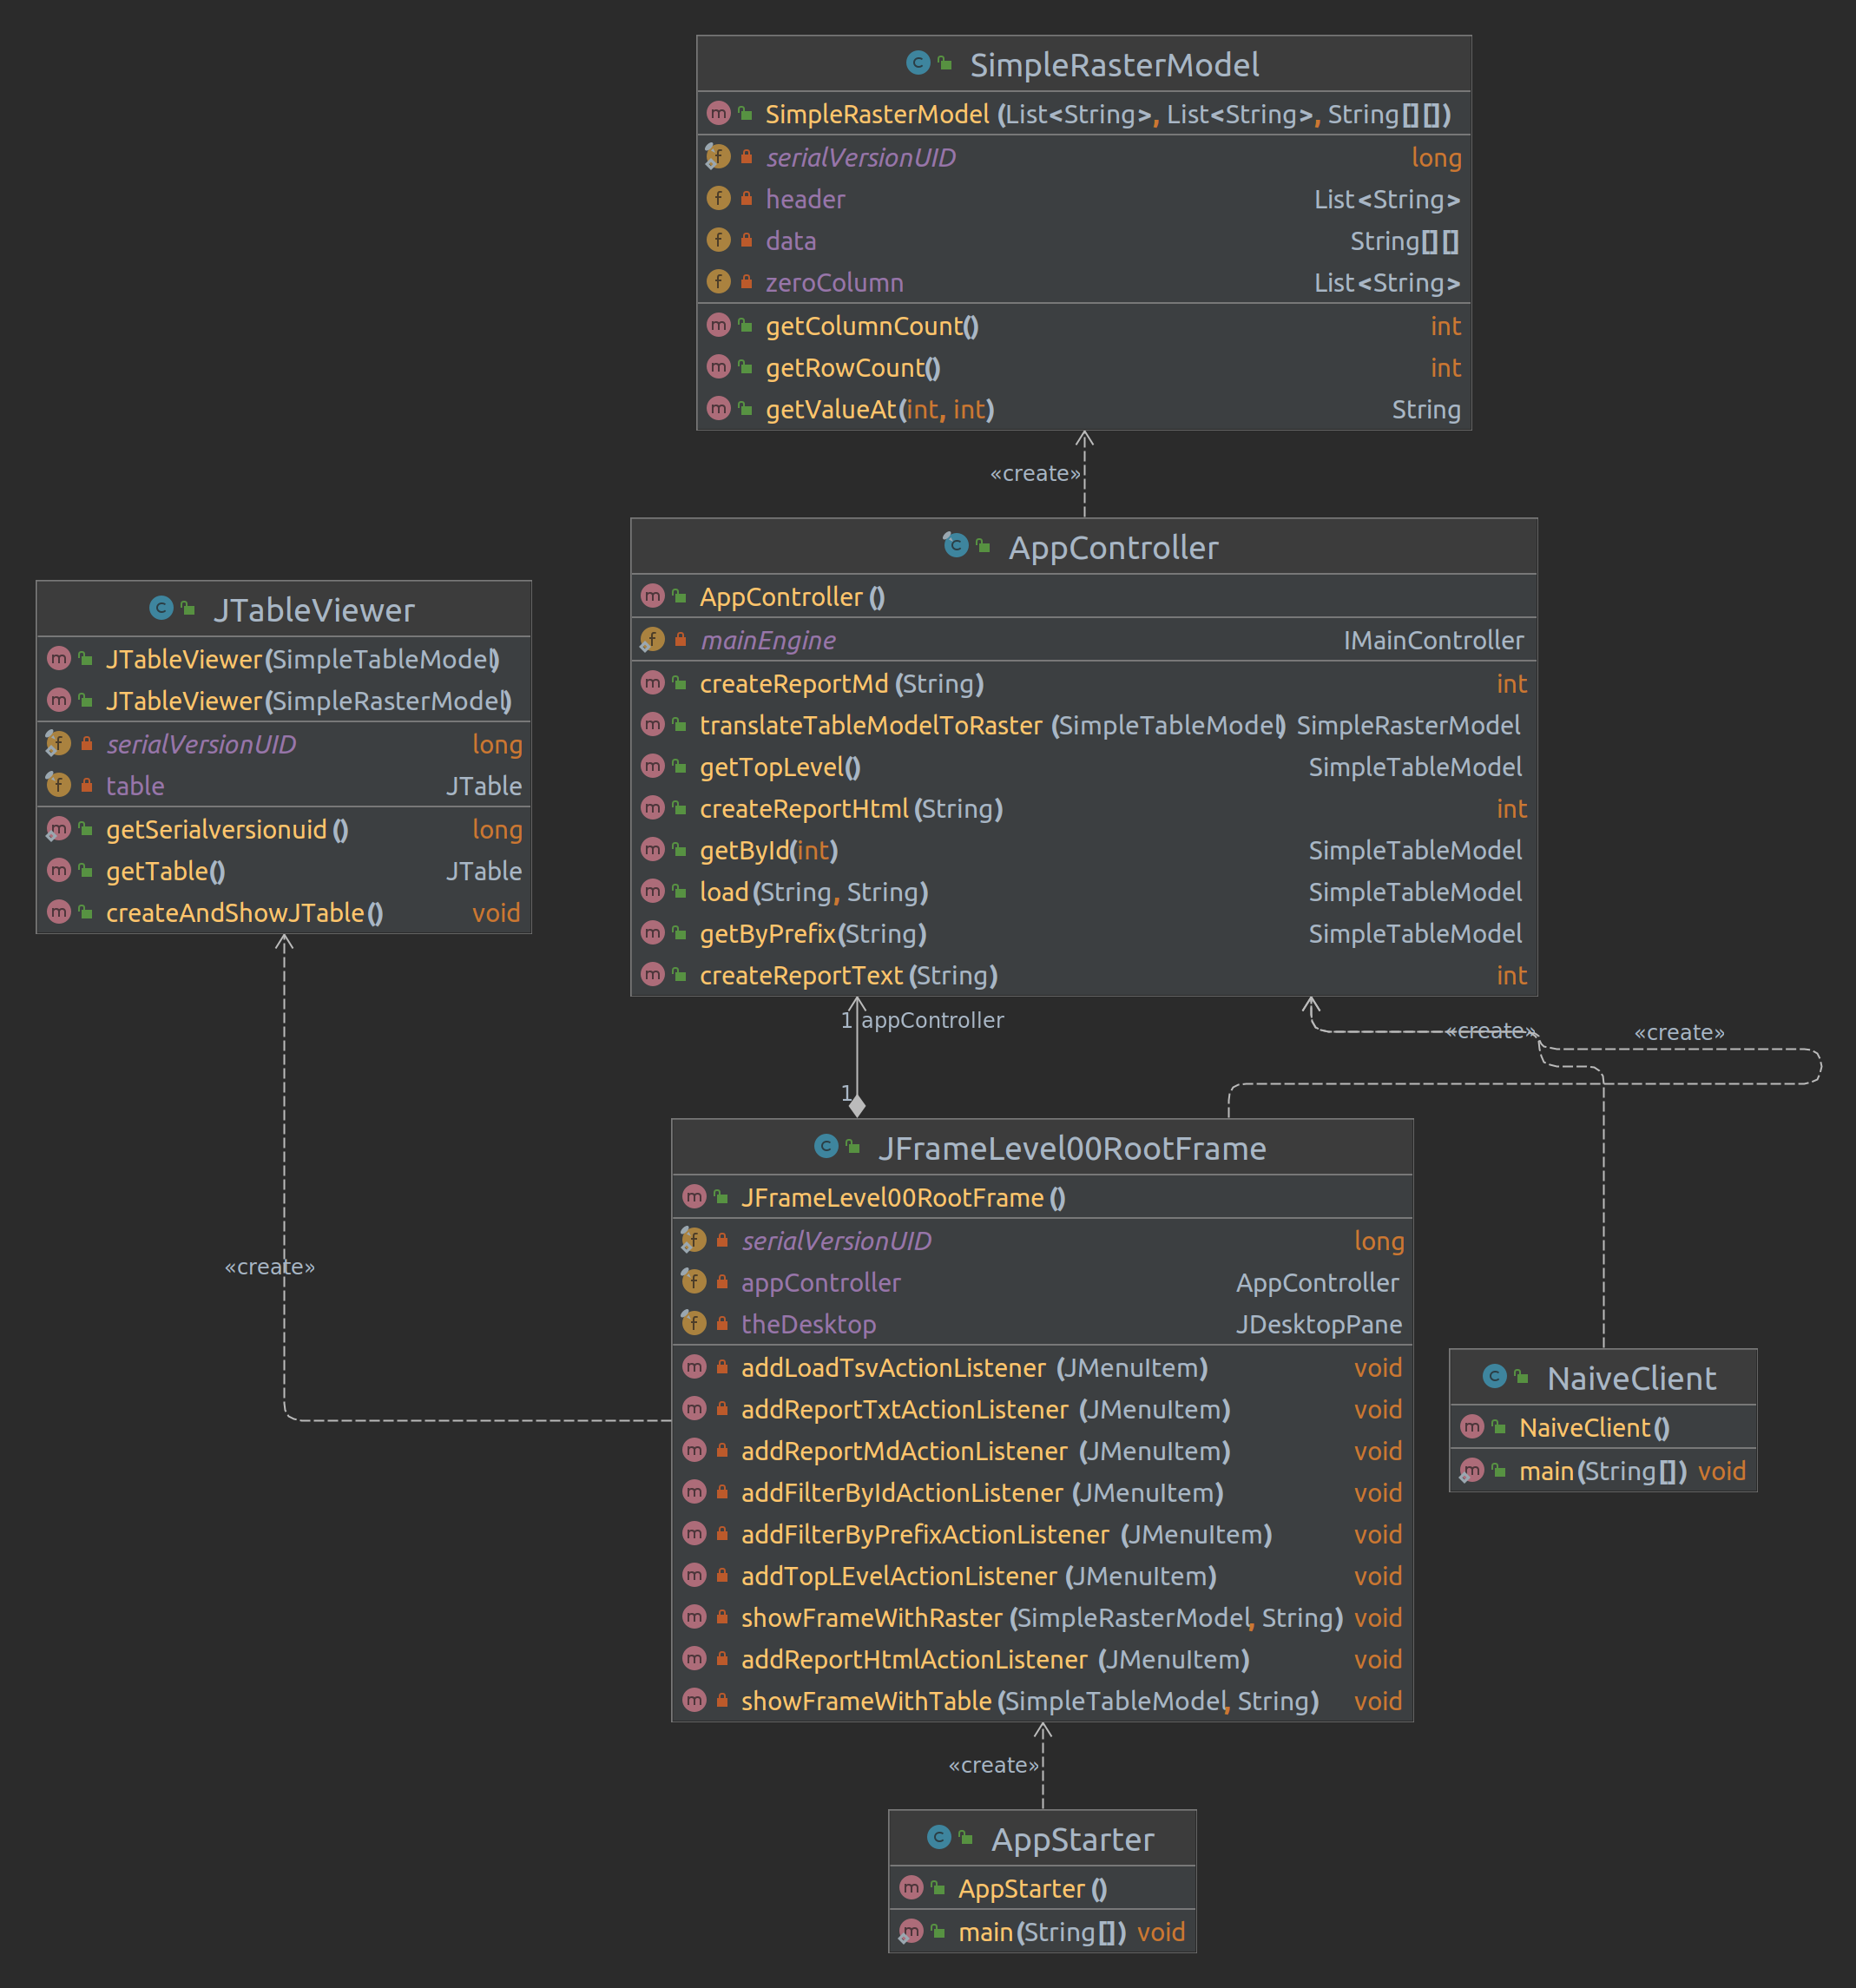 SimpleRasterModel
SimpleRasterModel (List<String>, List<String>, String[][])
serialVersionUID long
header List<String>
data String[][]
zeroColumn List<String>
getColumnCount() int
getRowCount() int
getValueAt(int, int) String
«create»
AppController
AppController ()
mainEngine IMainController
createReportMd (String) int
translateTableModelToRaster (SimpleTableModel) SimpleRasterModel
getTopLevel() SimpleTableModel
createReportHtml (String) int
getById(int) SimpleTableModel
load (String, String) SimpleTableModel
getByPrefix(String) SimpleTableModel
createReportText (String) int
JTableViewer
JTableViewer(SimpleTableModel)
JTableViewer(SimpleRasterModel)
serialVersionUID long
table JTable
getSerialversionuid () long
getTable() JTable
createAndShowJTable() void
1 appController
«create»
«create»
1
«create»
JFrameLevel00RootFrame
JFrameLevel00RootFrame ()
serialVersionUID long
appController AppController
theDesktop JDesktopPane
addLoadTsvActionListener (JMenuItem) void
addReportTxtActionListener (JMenuItem) void
addReportMdActionListener (JMenuItem) void
addFilterByIdActionListener (JMenuItem) void
addFilterByPrefixActionListener (JMenuItem) void
addTopLEvelActionListener (JMenuItem) void
showFrameWithRaster (SimpleRasterModel, String) void
addReportHtmlActionListener (JMenuItem) void
showFrameWithTable (SimpleTableModel, String) void
NaiveClient
NaiveClient ()
main (String[]) void
«create»
AppStarter
AppStarter ()
main (String[]) void